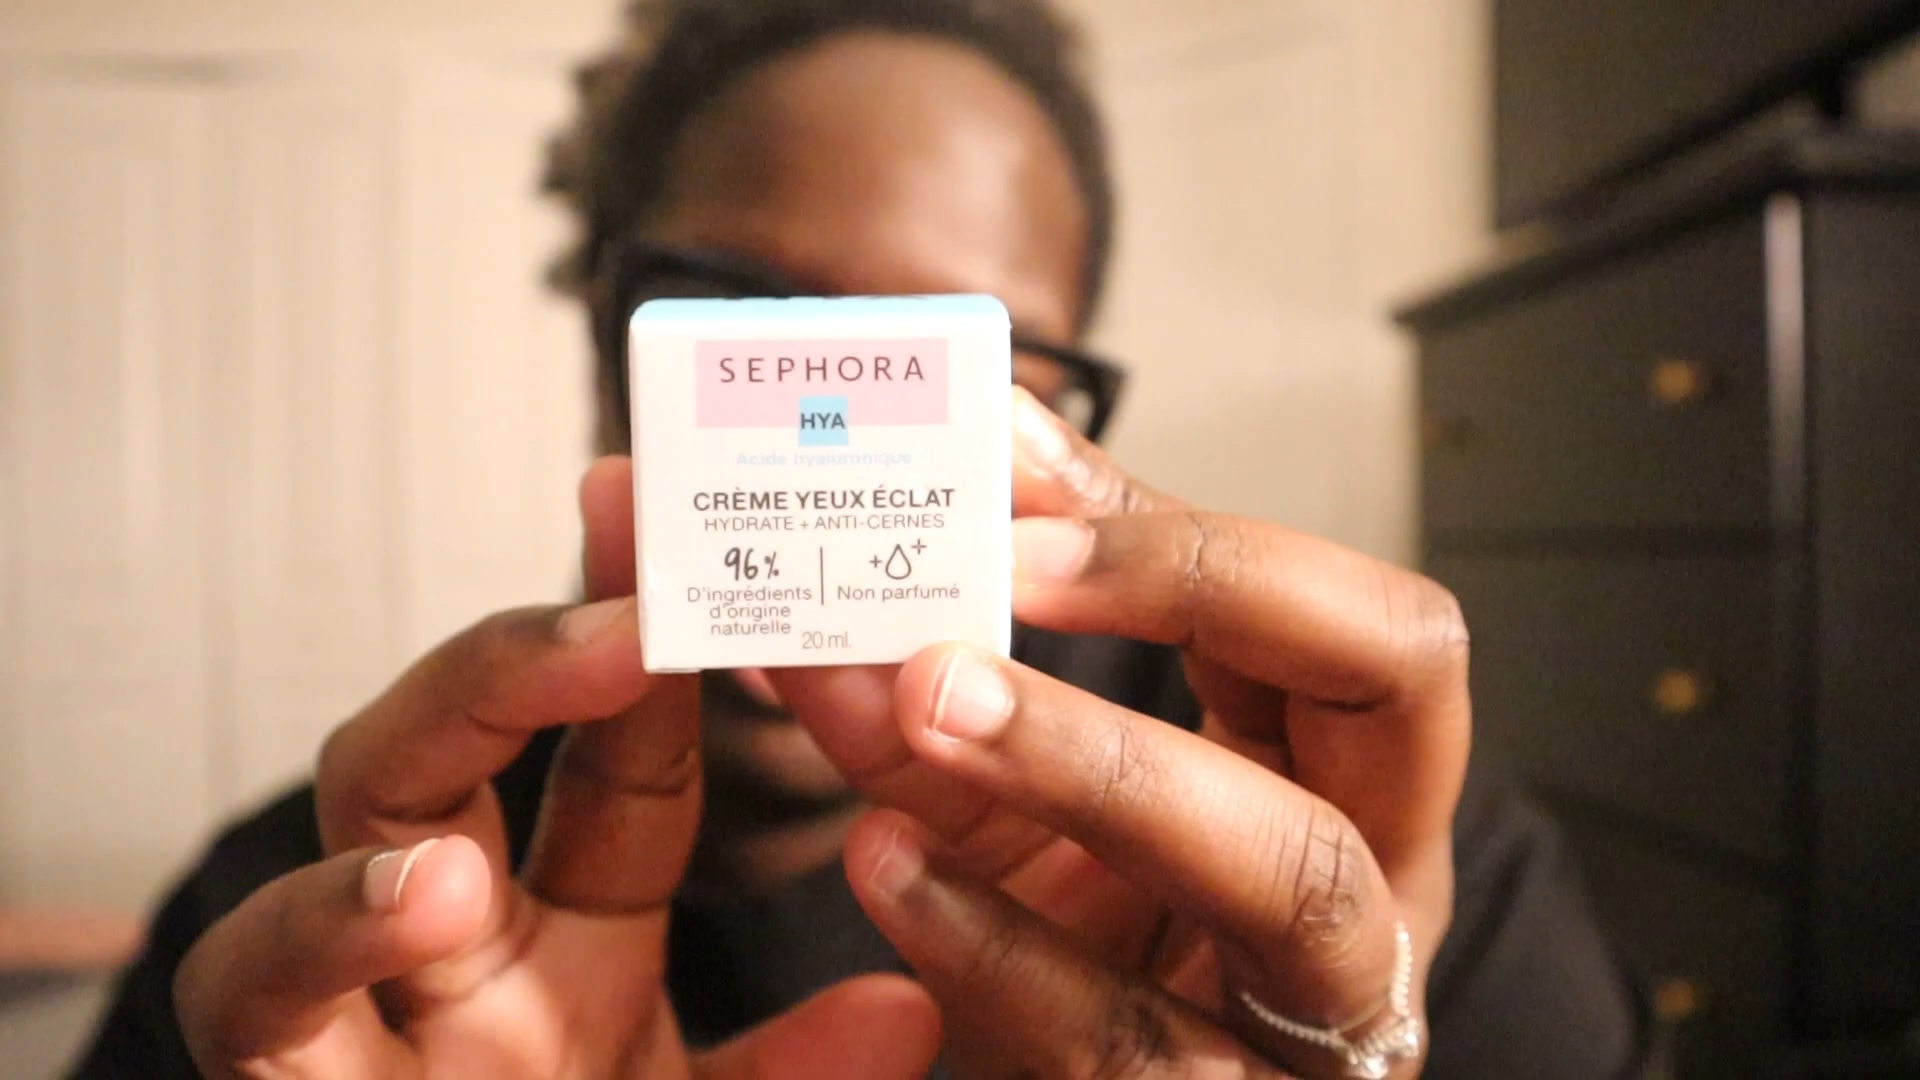 SEPHORA
HYA
Acide hyaluronique
CRÈME YEUX ÉCLAT
HYDRATE + ANTI-CERNES
96%
D'ingrédients
d'origine
naturelle
Non parfumé
20 ml.